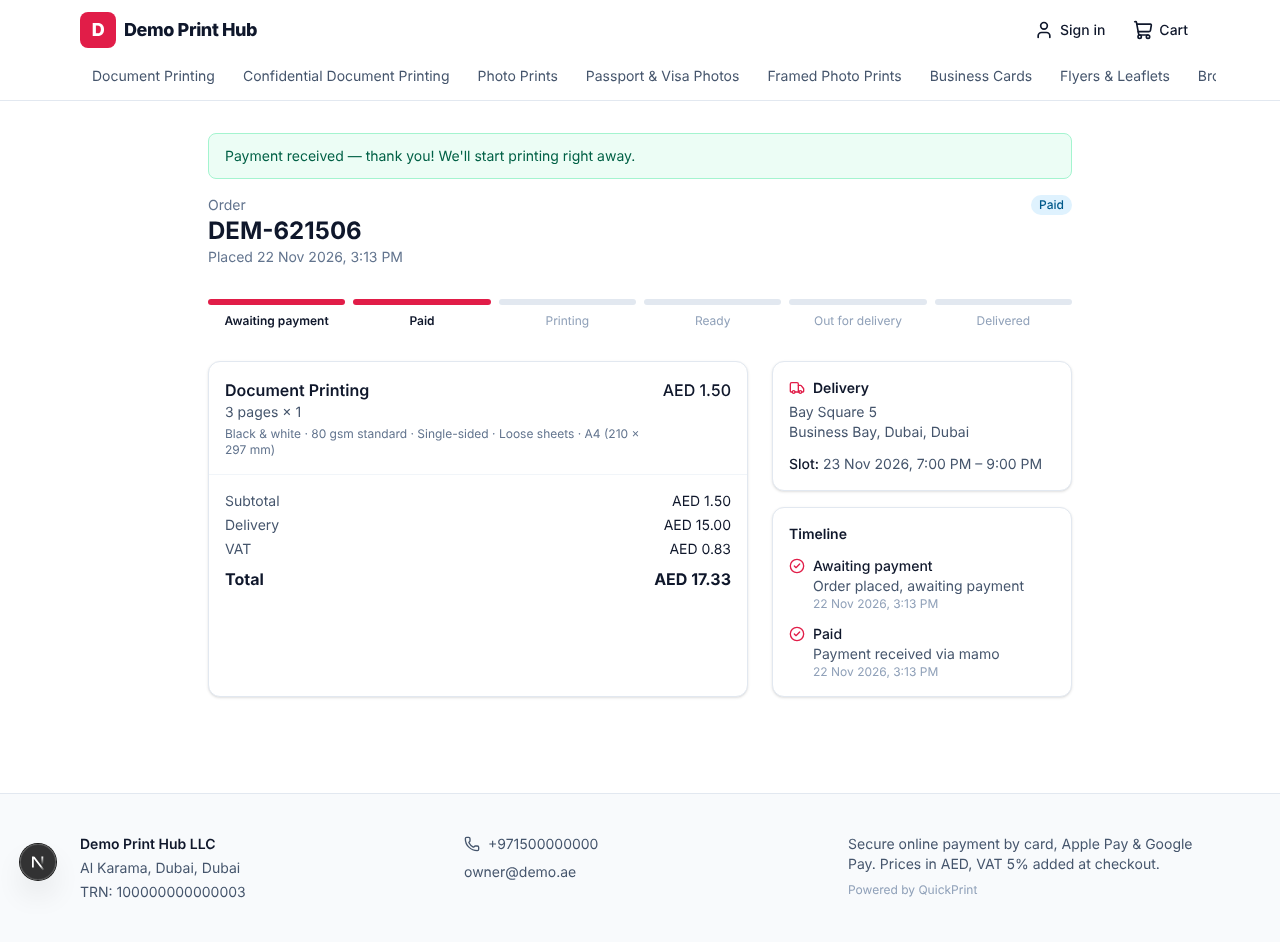 D Demo Print Hub
Sign in
Cart
Document Printing
Confidential Document Printing
Photo Prints
Passport & Visa Photos
Framed Photo Prints
Business Cards
Flyers & Leaflets
Payment received — thank you! We'll start printing right away.
Order
Paid
DEM-621506
Placed 22 Nov 2026, 3:13 PM
Awaiting payment
Paid
Printing
Ready
Out for delivery
Delivered
Document Printing
AED 1.50
3 pages × 1
Black & white · 80 gsm standard · Single-sided · Loose sheets · A4 (210 ×
297 mm)
Subtotal
AED 1.50
Delivery
AED 15.00
VAT
AED 0.83
Total
AED 17.33
Delivery
Bay Square 5
Business Bay, Dubai, Dubai
Slot: 23 Nov 2026, 7:00 PM – 9:00 PM
Timeline
Awaiting payment
Order placed, awaiting payment
22 Nov 2026, 3:13 PM
Paid
Payment received via mamo
22 Nov 2026, 3:13 PM
N
Demo Print Hub LLC
Al Karama, Dubai, Dubai
TRN: 100000000000003
+971500000000
owner@demo.ae
Secure online payment by card, Apple Pay & Google
Pay. Prices in AED, VAT 5% added at checkout.
Powered by QuickPrint